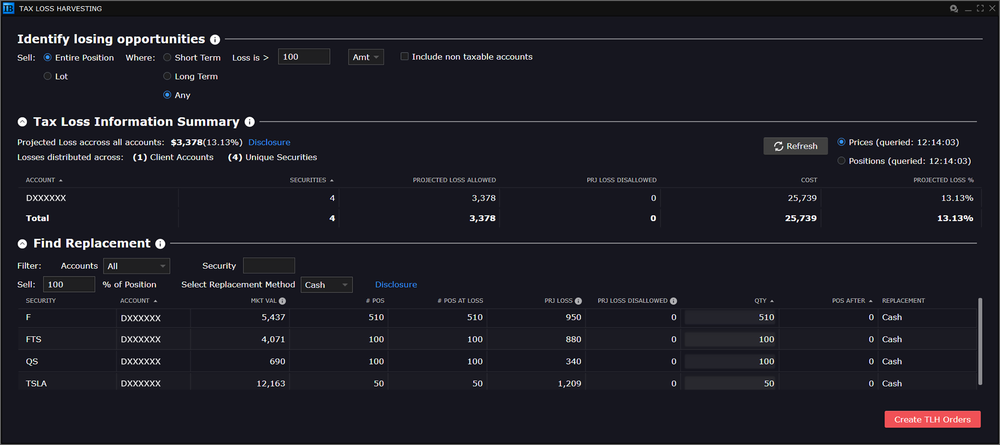 TAX LOSS HARVESTING
Identify losing opportunities
Sell: Entire Position Where: Short Term Loss is > 100 Amt Include non taxable accounts
Lot Long Term
Any
Tax Loss Information Summary
Projected Loss accross all accounts: $3,378(13.13%) Disclosure
Losses distributed across: (1) Client Accounts (4) Unique Securities
Refresh
Prices (queried: 12:14:03)
Positions (queried: 12:14:03)
ACCOUNT SECURITIES PROJECTED LOSS ALLOWED PRJ LOSS DISALLOWED COST PROJECTED LOSS %
DXXXXXX 4 3,378 0 25,739 13.13%
Total 4 3,378 0 25,739 13.13%
Find Replacement
Filter: Accounts All Security
Sell: 100 % of Position Select Replacement Method Cash Disclosure
SECURITY ACCOUNT MKT VAL # POS # POS AT LOSS PRJ LOSS PRJ LOSS DISALLOWED QTY POS AFTER REPLACEMENT
F DXXXXXX 5,437 510 510 950 0 510 0 Cash
FTS DXXXXXX 4,071 100 100 880 0 100 0 Cash
QS DXXXXXX 690 100 100 340 0 100 0 Cash
TSLA DXXXXXX 12,163 50 50 1,209 0 50 0 Cash
Create TLH Orders